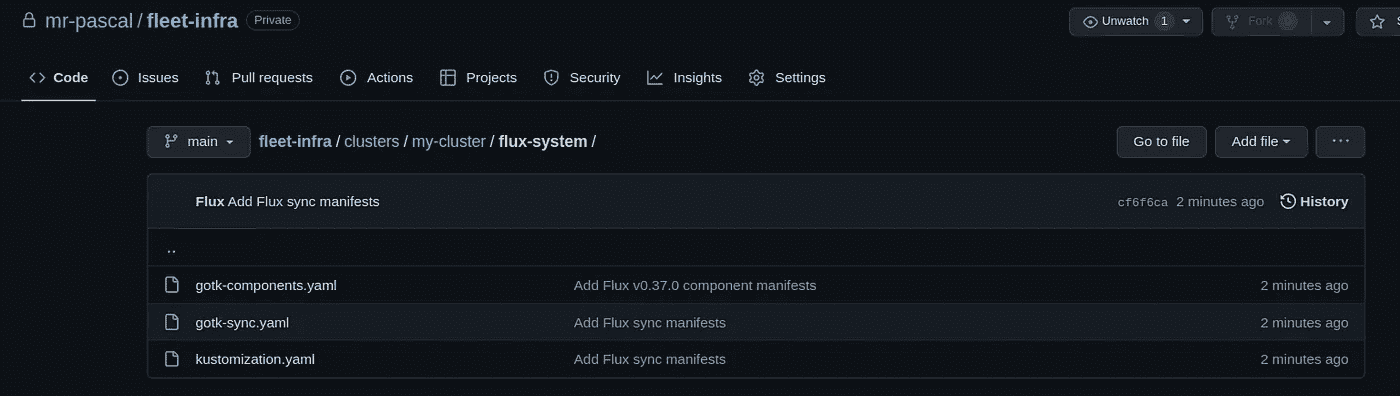 mr-pascal / fleet-infra Private Unwatch 1 Fork
Code Issues Pull requests Actions Projects Security Insights Settings
main fleet-infra / clusters / my-cluster / flux-system / Go to file Add file ...
Flux Add Flux sync manifests cf6f6ca 2 minutes ago History
..
gotk-components.yaml Add Flux v0.37.0 component manifests 2 minutes ago
gotk-sync.yaml Add Flux sync manifests 2 minutes ago
kustomization.yaml Add Flux sync manifests 2 minutes ago